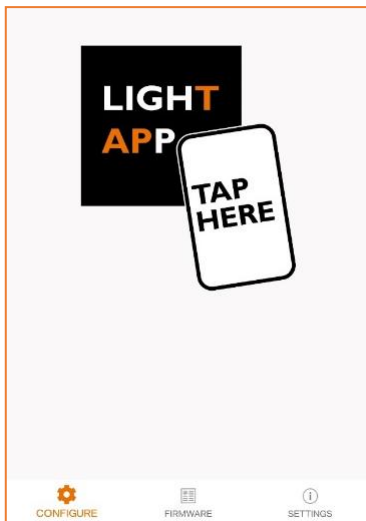 LIGHT
APP
TAP
HERE
CONFIGURE
FIRMWARE
SETTINGS